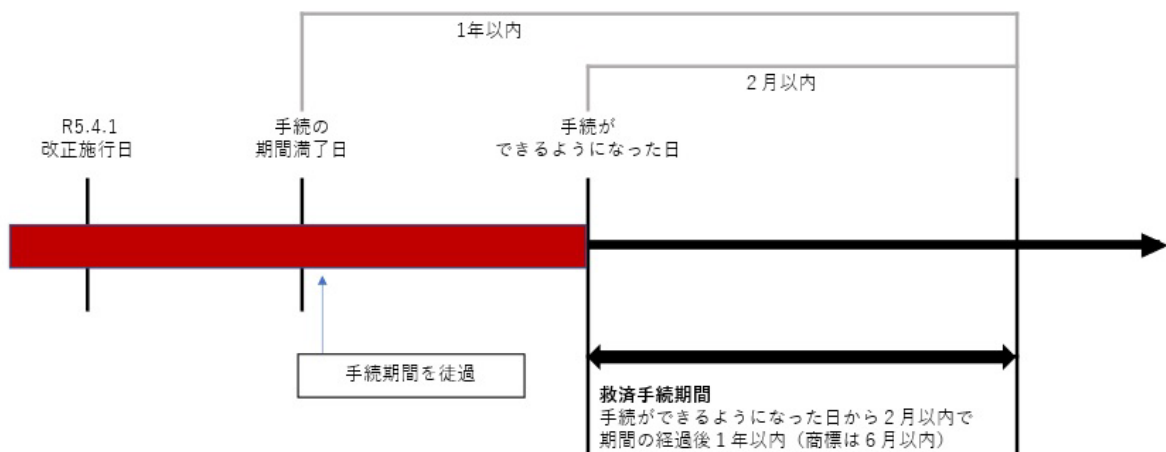 1年以内
２月以内
R5.4.1
改正施行日
手続の
期間満了日
手続が
できるようになった日
手続期間を徒過
救済手続期間
手続ができるようになった日から２月以内で
期間の経過後１年以内（商標は６月以内）